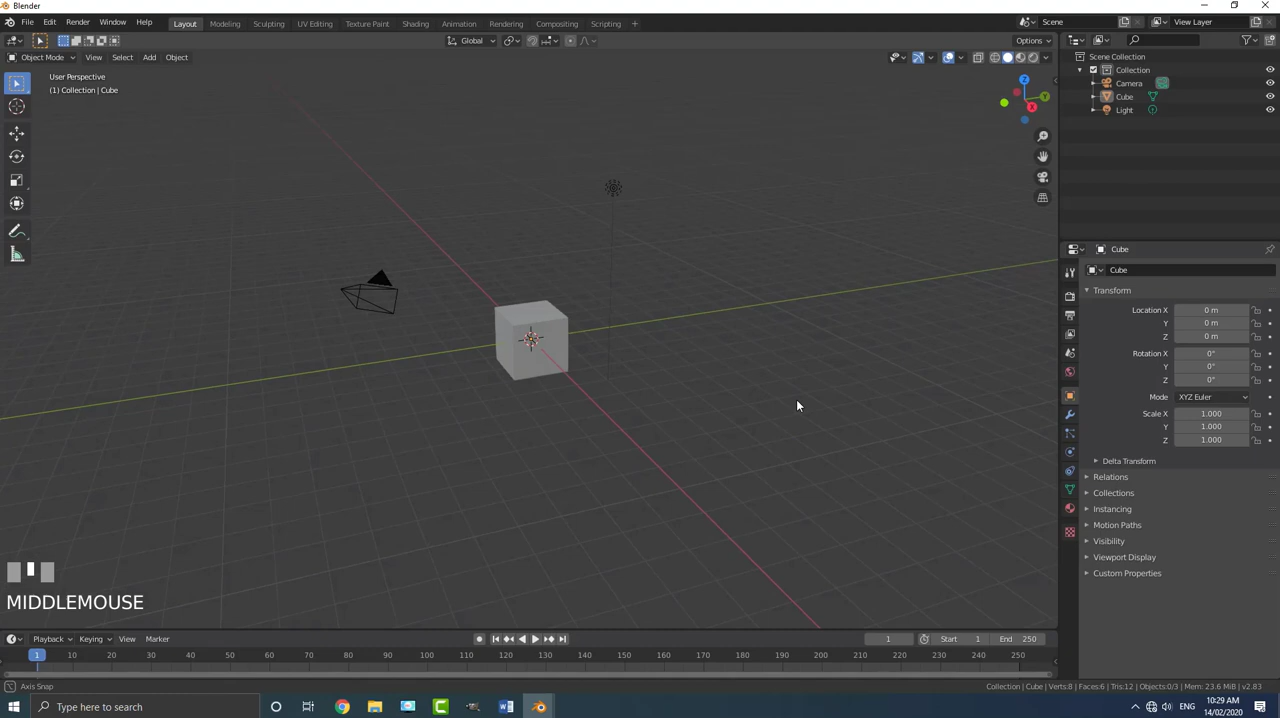 Blender
File Edit Render Window Help Layout Modeling Sculpting UV Editing Texture Paint Shading Animation Rendering Compositing Scripting + Scene View Layer
Global Options
Object Mode View Select Add Object
User Perspective
(1) Collection | Cube
Z
Y
X
Scene Collection
Collection
Camera
Cube
Light
Cube
Cube
Transform
Location X 0 m
Y 0 m
Z 0 m
Rotation X 0°
Y 0°
Z 0°
Mode XYZ Euler
Scale X 1.000
Y 1.000
Z 1.000
Delta Transform
Relations
Collections
Instancing
Motion Paths
Visibility
Viewport Display
Custom Properties
MIDDLEMOUSE
Playback Keying View Marker 1 Start 1 End 250
1 10 20 30 40 50 60 70 80 90 100 110 120 130 140 150 160 170 180 190 200 210 220 230 240 250
Axis Snap Collection | Cube | Verts:8 | Faces:6 | Tris:12 | Objects:0/3 | Mem: 23.6 MiB | v2.83
Type here to search ENG 10:29 AM
14/02/2020